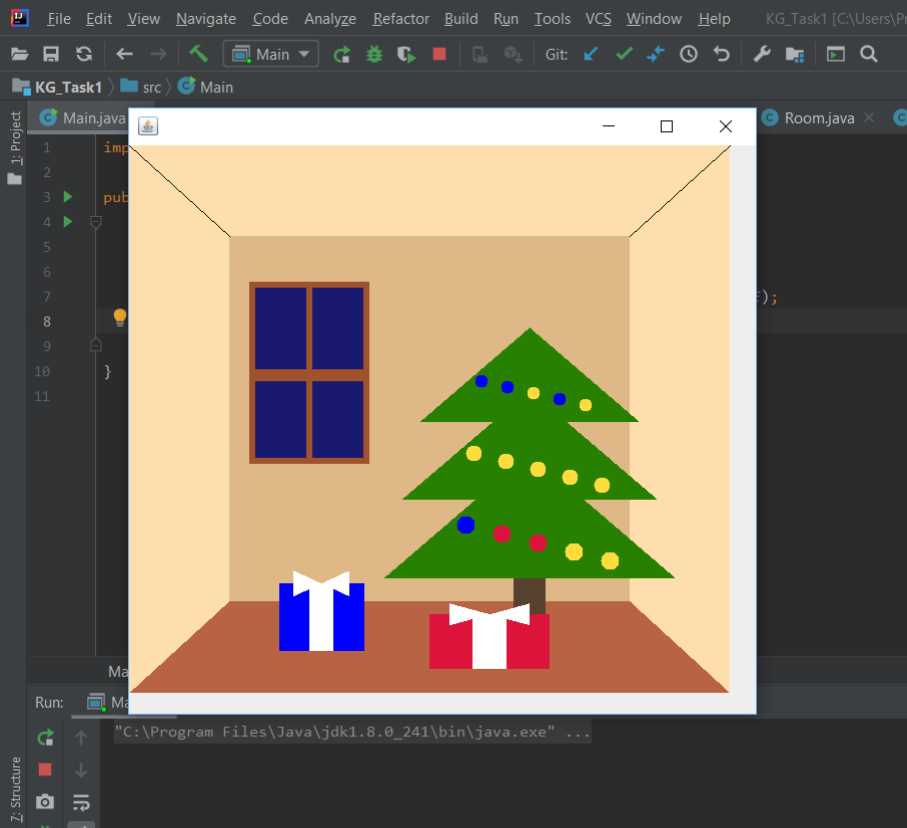 File Edit View Navigate Code Analyze Refactor Build Run Tools VCS Window Help KG_Task1 [C:\Users\P
Main Git:
KG_Task1 src Main
1: Project
Main.java Room.java
1 imp
2
3 pub
4
5
6
7 );
8
9
10 }
11
Ma
Run: Ma
"C:\Program Files\Java\jdk1.8.0_241\bin\java.exe" ...
7: Structure